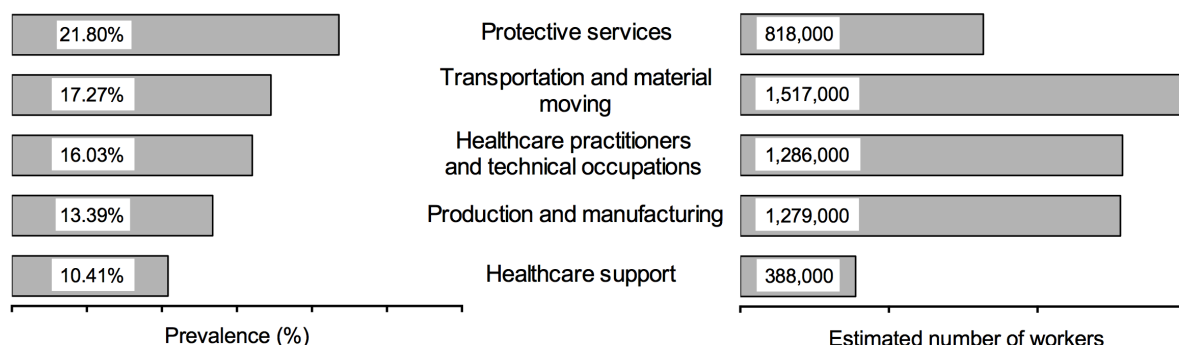 21.80% Protective services 818,000
17.27% Transportation and material 1,517,000
moving
16.03% Healthcare practitioners 1,286,000
and technical occupations
13.39% Production and manufacturing 1,279,000
10.41% Healthcare support 388,000
Prevalence (%) Estimated number of workers